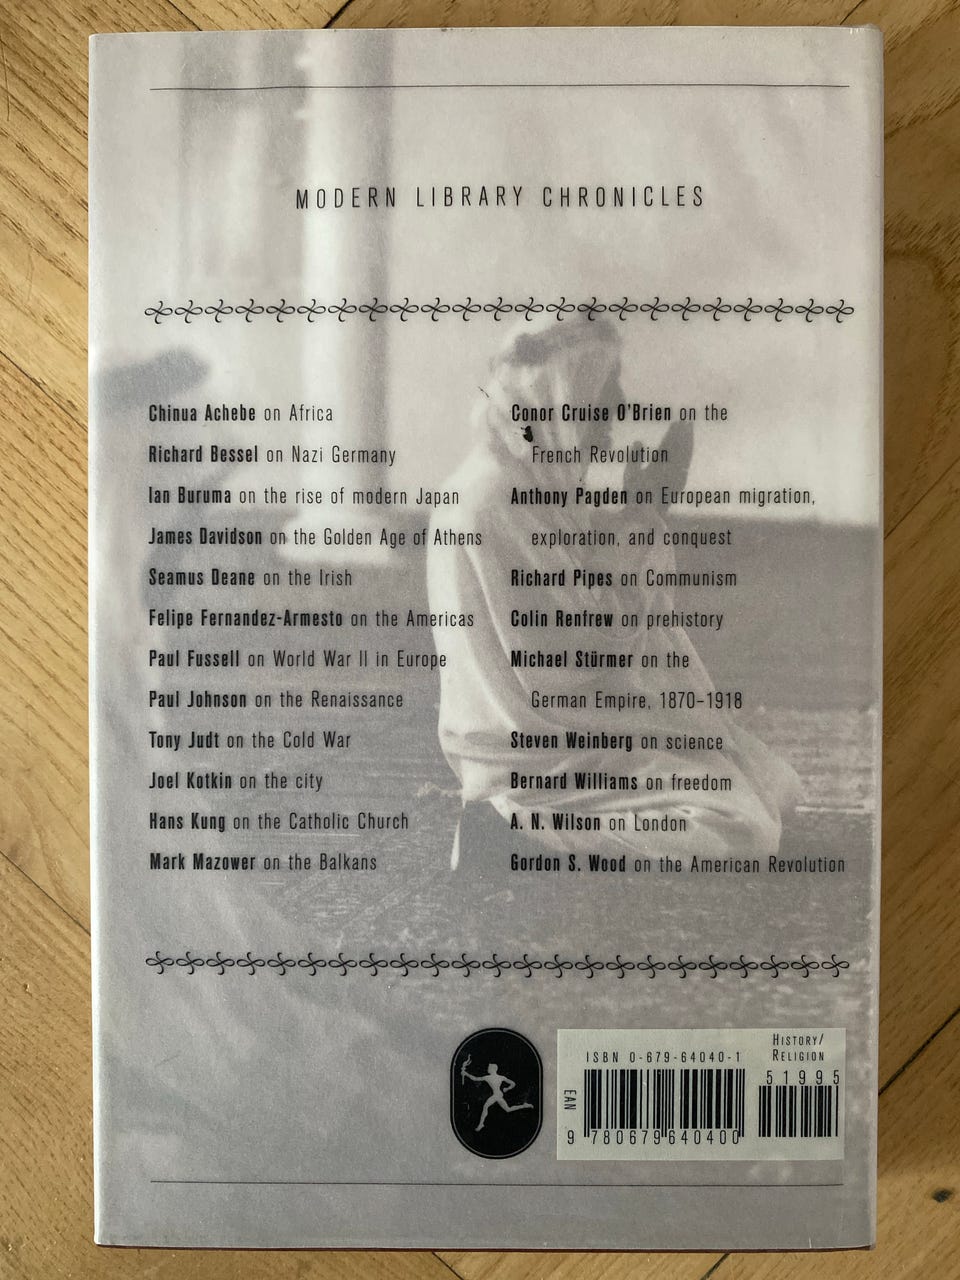 MODERN LIBRARY CHRONICLES
Chinua Achebe on Africa
Richard Bessel on Nazi Germany
Ian Buruma on the rise of modern Japan
James Davidson on the Golden Age of Athens
Seamus Deane on the Irish
Felipe Fernandez-Armesto on the Americas
Paul Fussell on World War II in Europe
Paul Johnson on the Renaissance
Tony Judt on the Cold War
Joel Kotkin on the city
Hans Kung on the Catholic Church
Mark Mazower on the Balkans
Conor Cruise O'Brien on the
French Revolution
Anthony Pagden on European migration,
exploration, and conquest
Richard Pipes on Communism
Colin Renfrew on prehistory
Michael Stürmer on the
German Empire, 1870–1918
Steven Weinberg on science
Bernard Williams on freedom
A. N. Wilson on London
Gordon S. Wood on the American Revolution
HISTORY/
RELIGION
ISBN 0-679-64040-1
51995
EAN
9 780679 640400